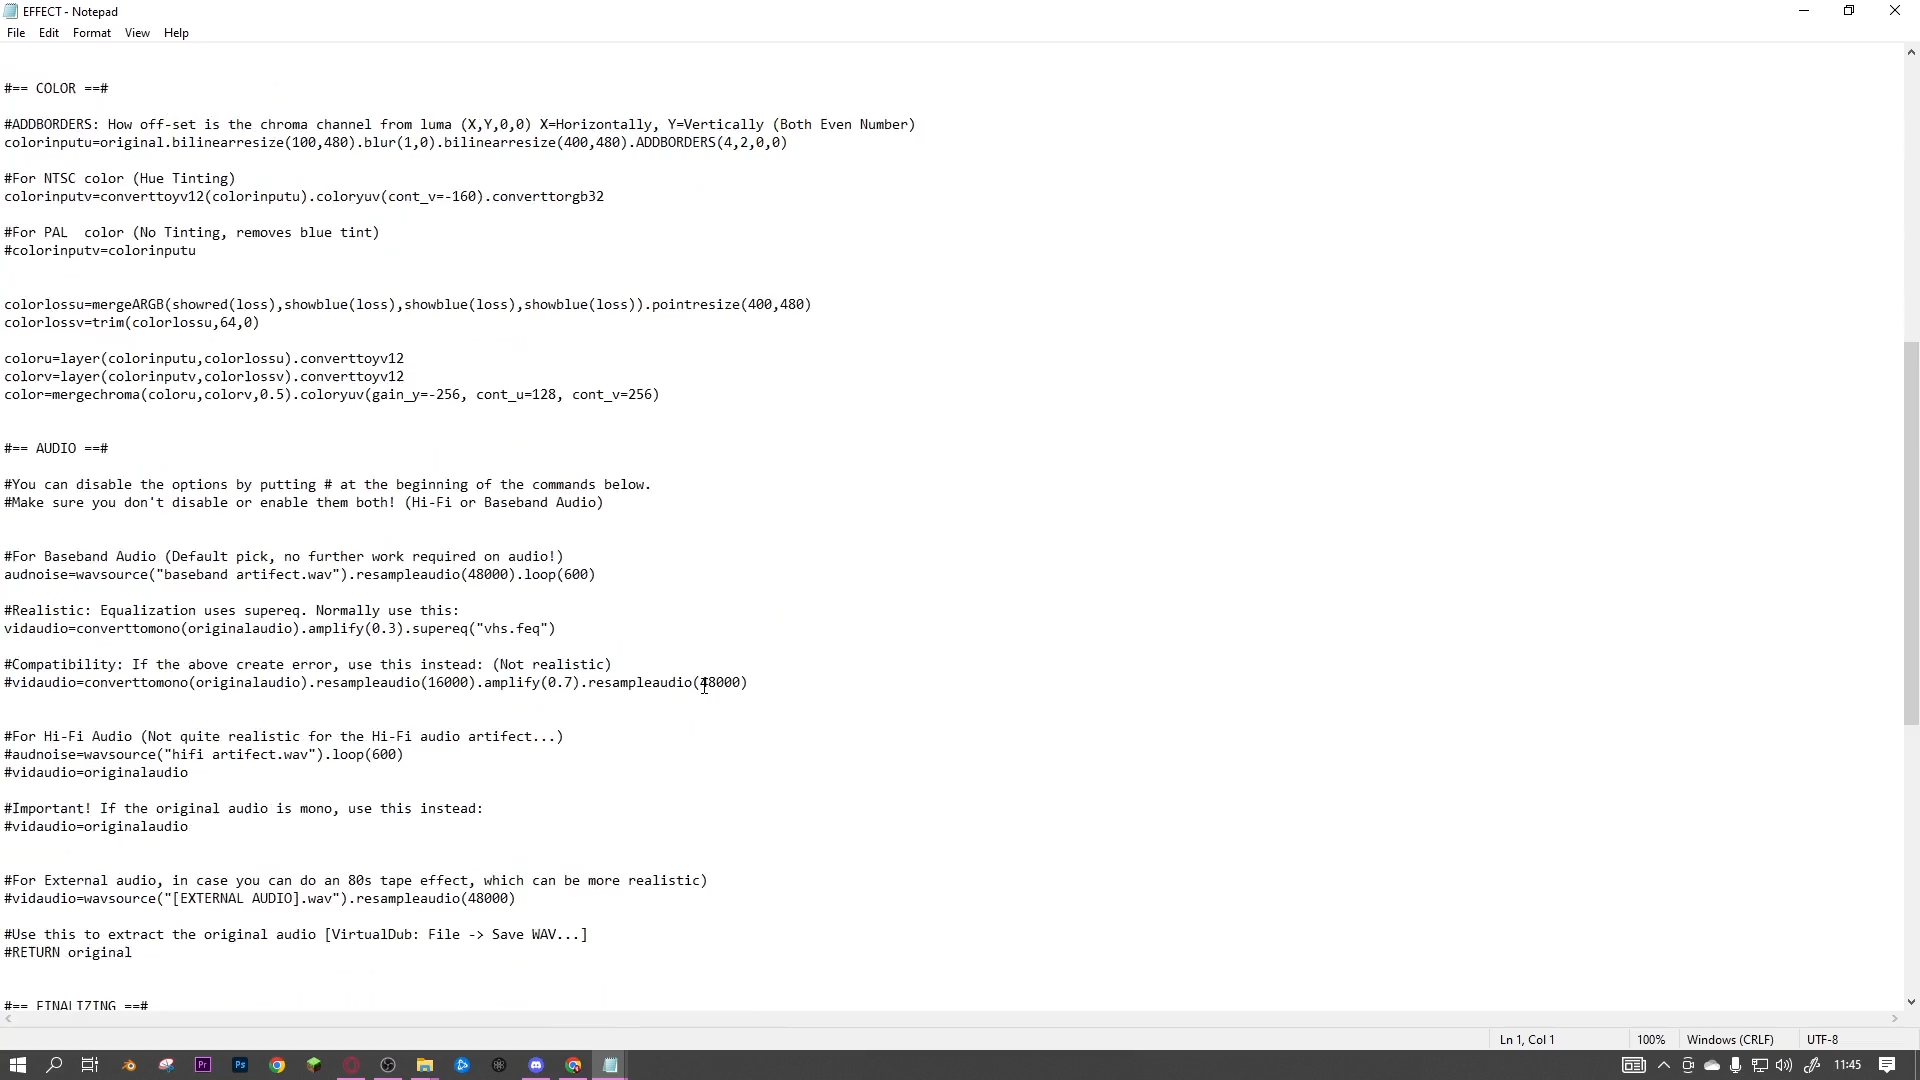 EFFECT - Notepad
File Edit Format View Help
#== COLOR ==#
#ADDBORDERS: How off-set is the chroma channel from luma (X,Y,0,0) X=Horizontally, Y=Vertically (Both Even Number)
colorinputu=original.bilinearresize(100,480).blur(1,0).bilinearresize(400,480).ADDBORDERS(4,2,0,0)
#For NTSC color (Hue Tinting)
colorinputv=converttoyv12(colorinputu).coloryuv(cont_v=-160).converttorgb32
#For PAL  color (No Tinting, removes blue tint)
#colorinputv=colorinputu
colorlossu=mergeARGB(showred(loss),showblue(loss),showblue(loss),showblue(loss)).pointresize(400,480)
colorlossv=trim(colorlossu,64,0)
coloru=layer(colorinputu,colorlossu).converttoyv12
colorv=layer(colorinputv,colorlossv).converttoyv12
color=mergechroma(coloru,colorv,0.5).coloryuv(gain_y=-256, cont_u=128, cont_v=256)
#== AUDIO ==#
#You can disable the options by putting # at the beginning of the commands below.
#Make sure you don't disable or enable them both! (Hi-Fi or Baseband Audio)
#For Baseband Audio (Default pick, no further work required on audio!)
audnoise=wavsource("baseband artifect.wav").resampleaudio(48000).loop(600)
#Realistic: Equalization uses supereq. Normally use this:
vidaudio=converttomono(originalaudio).amplify(0.3).supereq("vhs.feq")
#Compatibility: If the above create error, use this instead: (Not realistic)
#vidaudio=converttomono(originalaudio).resampleaudio(16000).amplify(0.7).resampleaudio(48000)
#For Hi-Fi Audio (Not quite realistic for the Hi-Fi audio artifect...)
#audnoise=wavsource("hifi artifect.wav").loop(600)
#vidaudio=originalaudio
#Important! If the original audio is mono, use this instead:
#vidaudio=originalaudio
#For External audio, in case you can do an 80s tape effect, which can be more realistic)
#vidaudio=wavsource("[EXTERNAL AUDIO].wav").resampleaudio(48000)
#Use this to extract the original audio [VirtualDub: File -> Save WAV...]
#RETURN original
#== FINALIZING ==#
Ln 1, Col 1 100% Windows (CRLF) UTF-8
Pr Ps 11:45